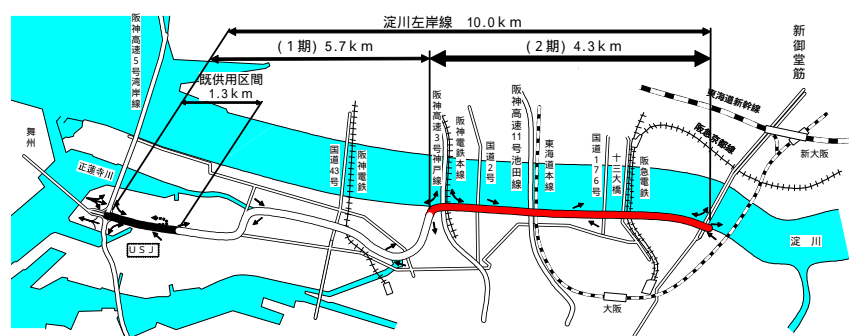 淀川左岸線 10.0km
(1期) 5.7km
(2期) 4.3km
既供用区間
1.3km
阪神高速5号湾岸線
舞州
正蓮寺川
USJ
国道43号
阪神電鉄
阪神高速3号神戸線
阪神電鉄本線
国道2号
阪神高速11号池田線
東海道本線
国道176号
十三大橋
阪急電鉄
新御堂筋
東海道新幹線
阪急京都線
新大阪
大阪
淀川